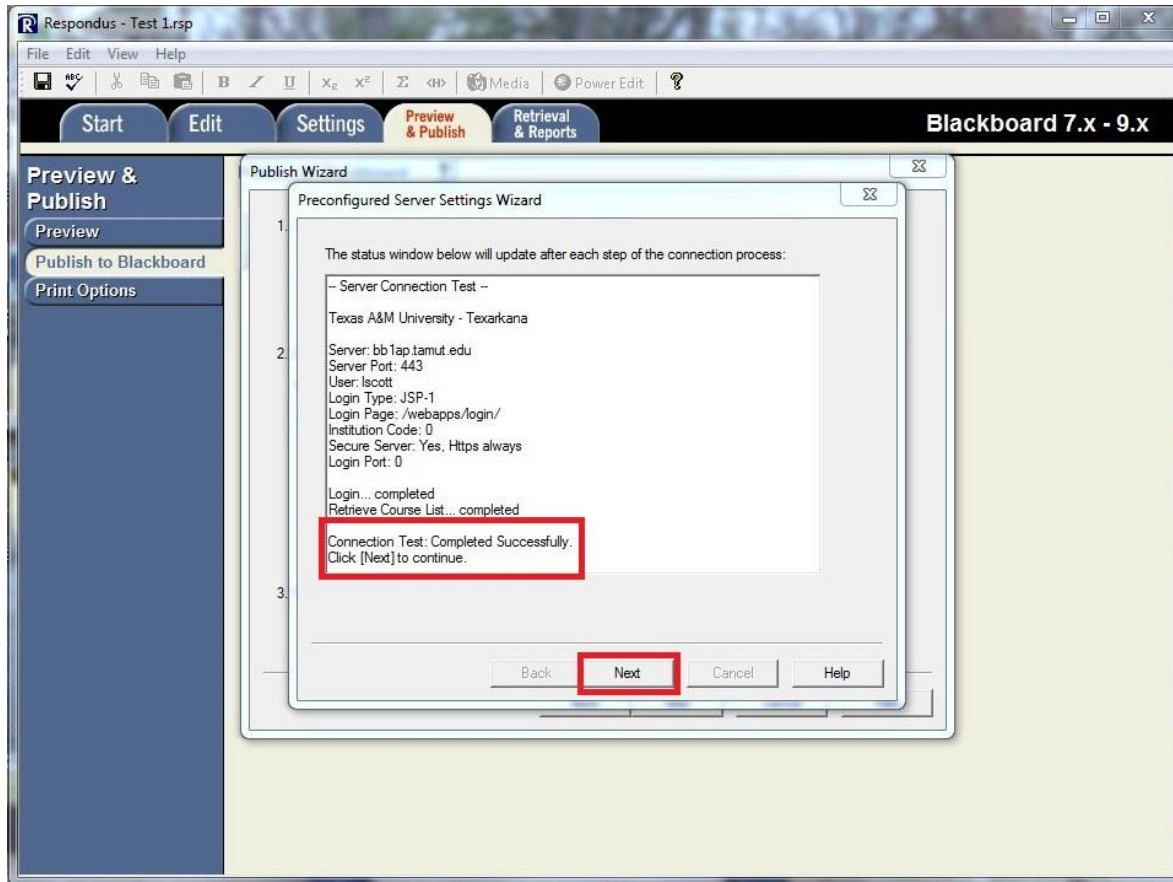 Respondus - Test 1.rsp
File Edit View Help
ABC B I U X₂ X² Σ <H> Media Power Edit ?
Start Edit Settings Preview & Publish Retrieval & Reports Blackboard 7.x - 9.x
Preview & Publish
Preview
Publish to Blackboard
Print Options
Publish Wizard
Preconfigured Server Settings Wizard
1.
The status window below will update after each step of the connection process:
-- Server Connection Test --
Texas A&M University - Texarkana
2.
Server: bb1ap.tamut.edu
Server Port: 443
User: lscott
Login Type: JSP-1
Login Page: /webapps/login/
Institution Code: 0
Secure Server: Yes, Https always
Login Port: 0
Login... completed
Retrieve Course List... completed
Connection Test: Completed Successfully.
Click [Next] to continue.
3.
Back Next Cancel Help